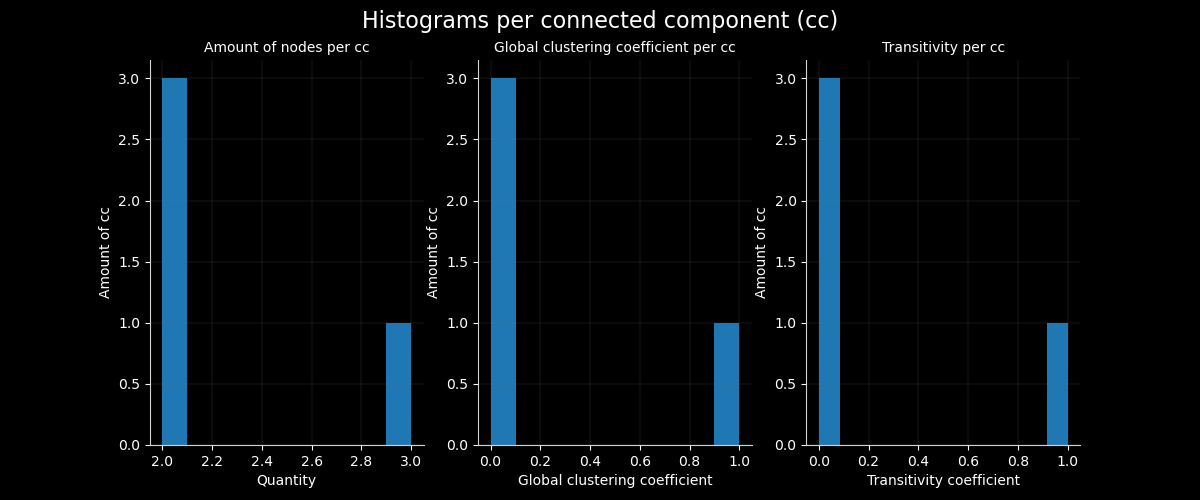 Histograms per connected component (cc)
Amount of nodes per cc
Global clustering coefficient per cc
Transitivity per cc
Amount of cc
3.0
2.5
2.0
1.5
1.0
0.5
0.0
2.0 2.2 2.4 2.6 2.8 3.0
Quantity
Amount of cc
3.0
2.5
2.0
1.5
1.0
0.5
0.0
0.0 0.2 0.4 0.6 0.8 1.0
Global clustering coefficient
Amount of cc
3.0
2.5
2.0
1.5
1.0
0.5
0.0
0.0 0.2 0.4 0.6 0.8 1.0
Transitivity coefficient